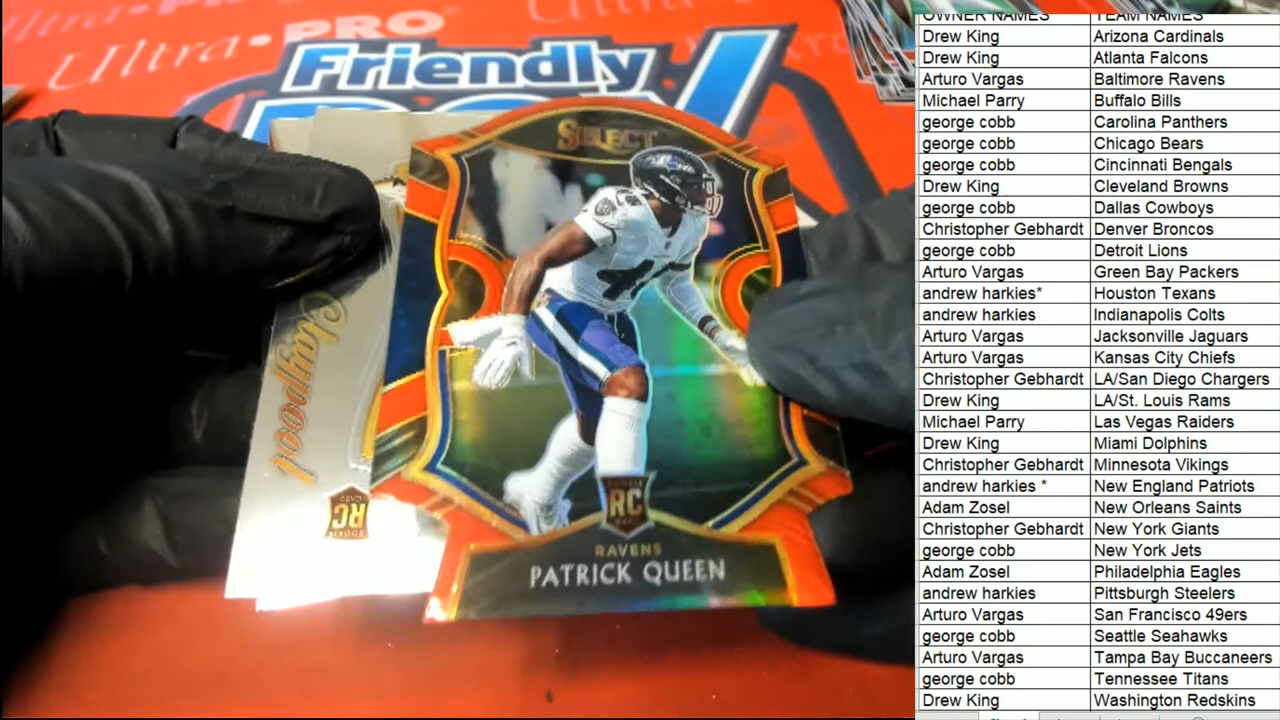 Ultra•PRO
Ultra•PRO
Friendly
SELECT
RC
RAVENS
PATRICK QUEEN
RC
OWNER NAMES TEAM NAMES
Drew King Arizona Cardinals
Drew King Atlanta Falcons
Arturo Vargas Baltimore Ravens
Michael Parry Buffalo Bills
george cobb Carolina Panthers
george cobb Chicago Bears
george cobb Cincinnati Bengals
Drew King Cleveland Browns
george cobb Dallas Cowboys
Christopher Gebhardt Denver Broncos
george cobb Detroit Lions
Arturo Vargas Green Bay Packers
andrew harkies* Houston Texans
andrew harkies Indianapolis Colts
Arturo Vargas Jacksonville Jaguars
Arturo Vargas Kansas City Chiefs
Christopher Gebhardt LA/San Diego Chargers
Drew King LA/St. Louis Rams
Michael Parry Las Vegas Raiders
Drew King Miami Dolphins
Christopher Gebhardt Minnesota Vikings
andrew harkies * New England Patriots
Adam Zosel New Orleans Saints
Christopher Gebhardt New York Giants
george cobb New York Jets
Adam Zosel Philadelphia Eagles
andrew harkies Pittsburgh Steelers
Arturo Vargas San Francisco 49ers
george cobb Seattle Seahawks
Arturo Vargas Tampa Bay Buccaneers
george cobb Tennessee Titans
Drew King Washington Redskins